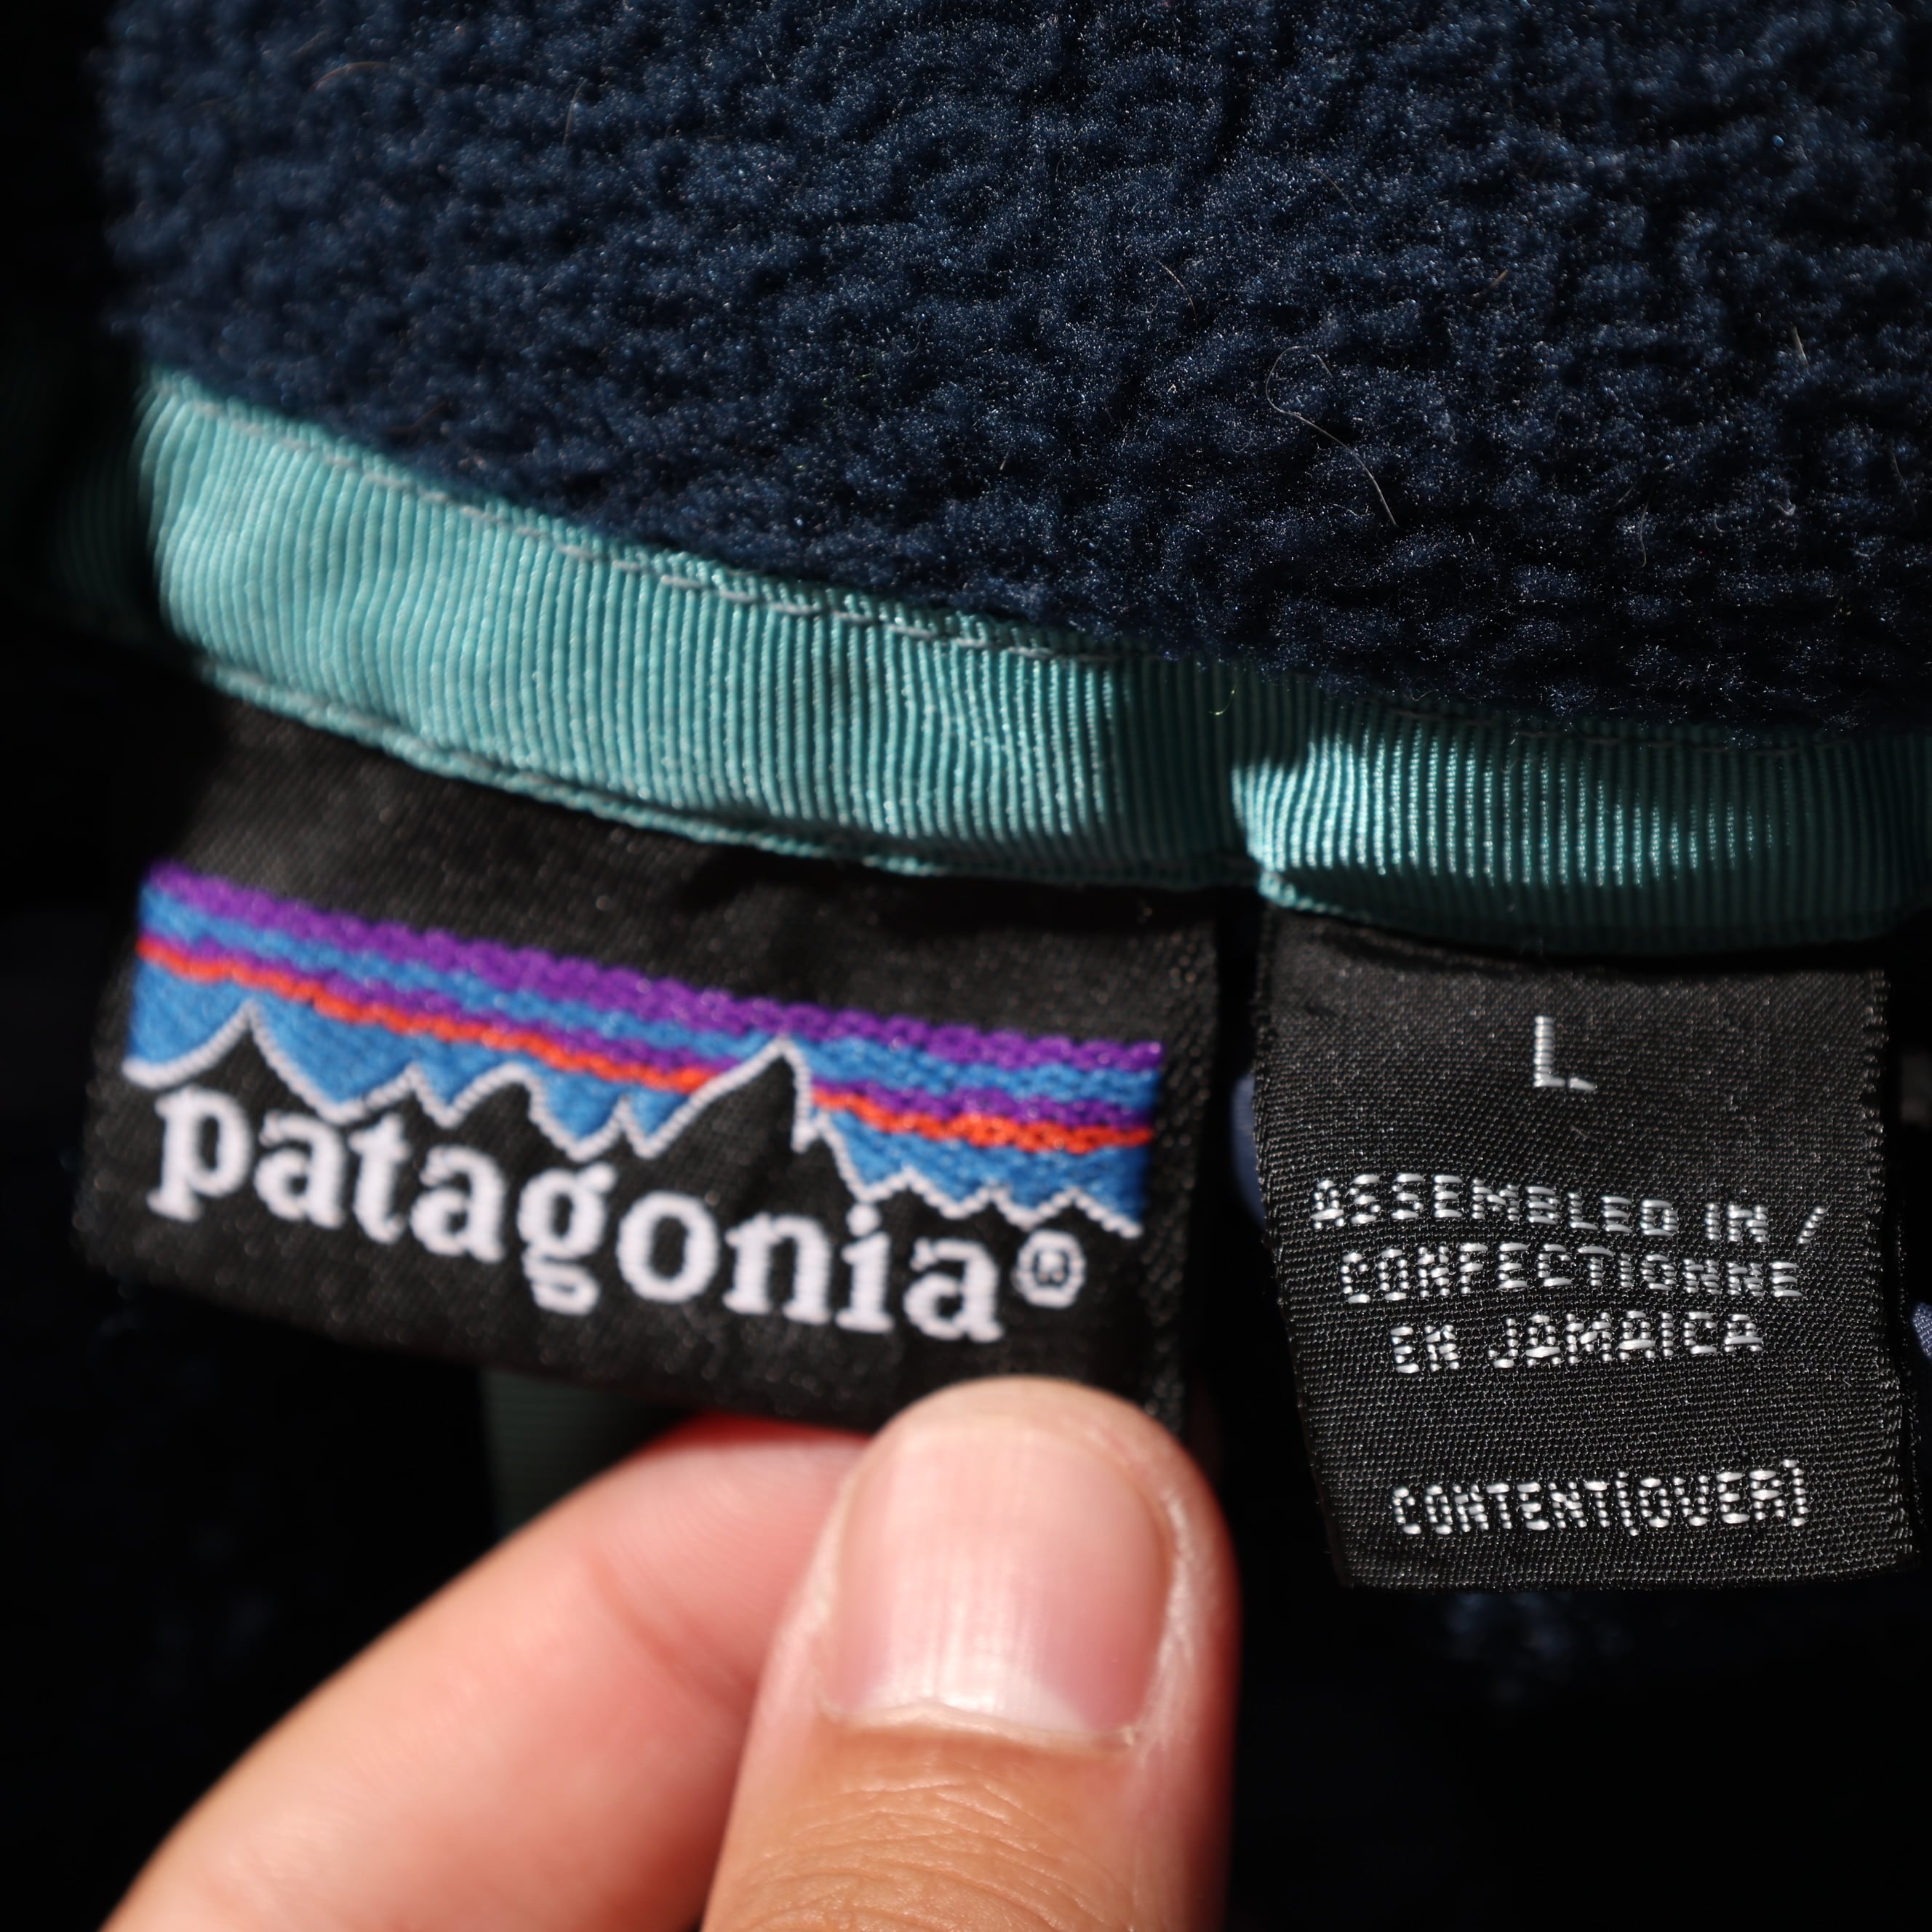 patagonia®
L
ASSEMBLED IN /
CONFECTIONNE
EN JAMAICA
CONTENT(OVER)